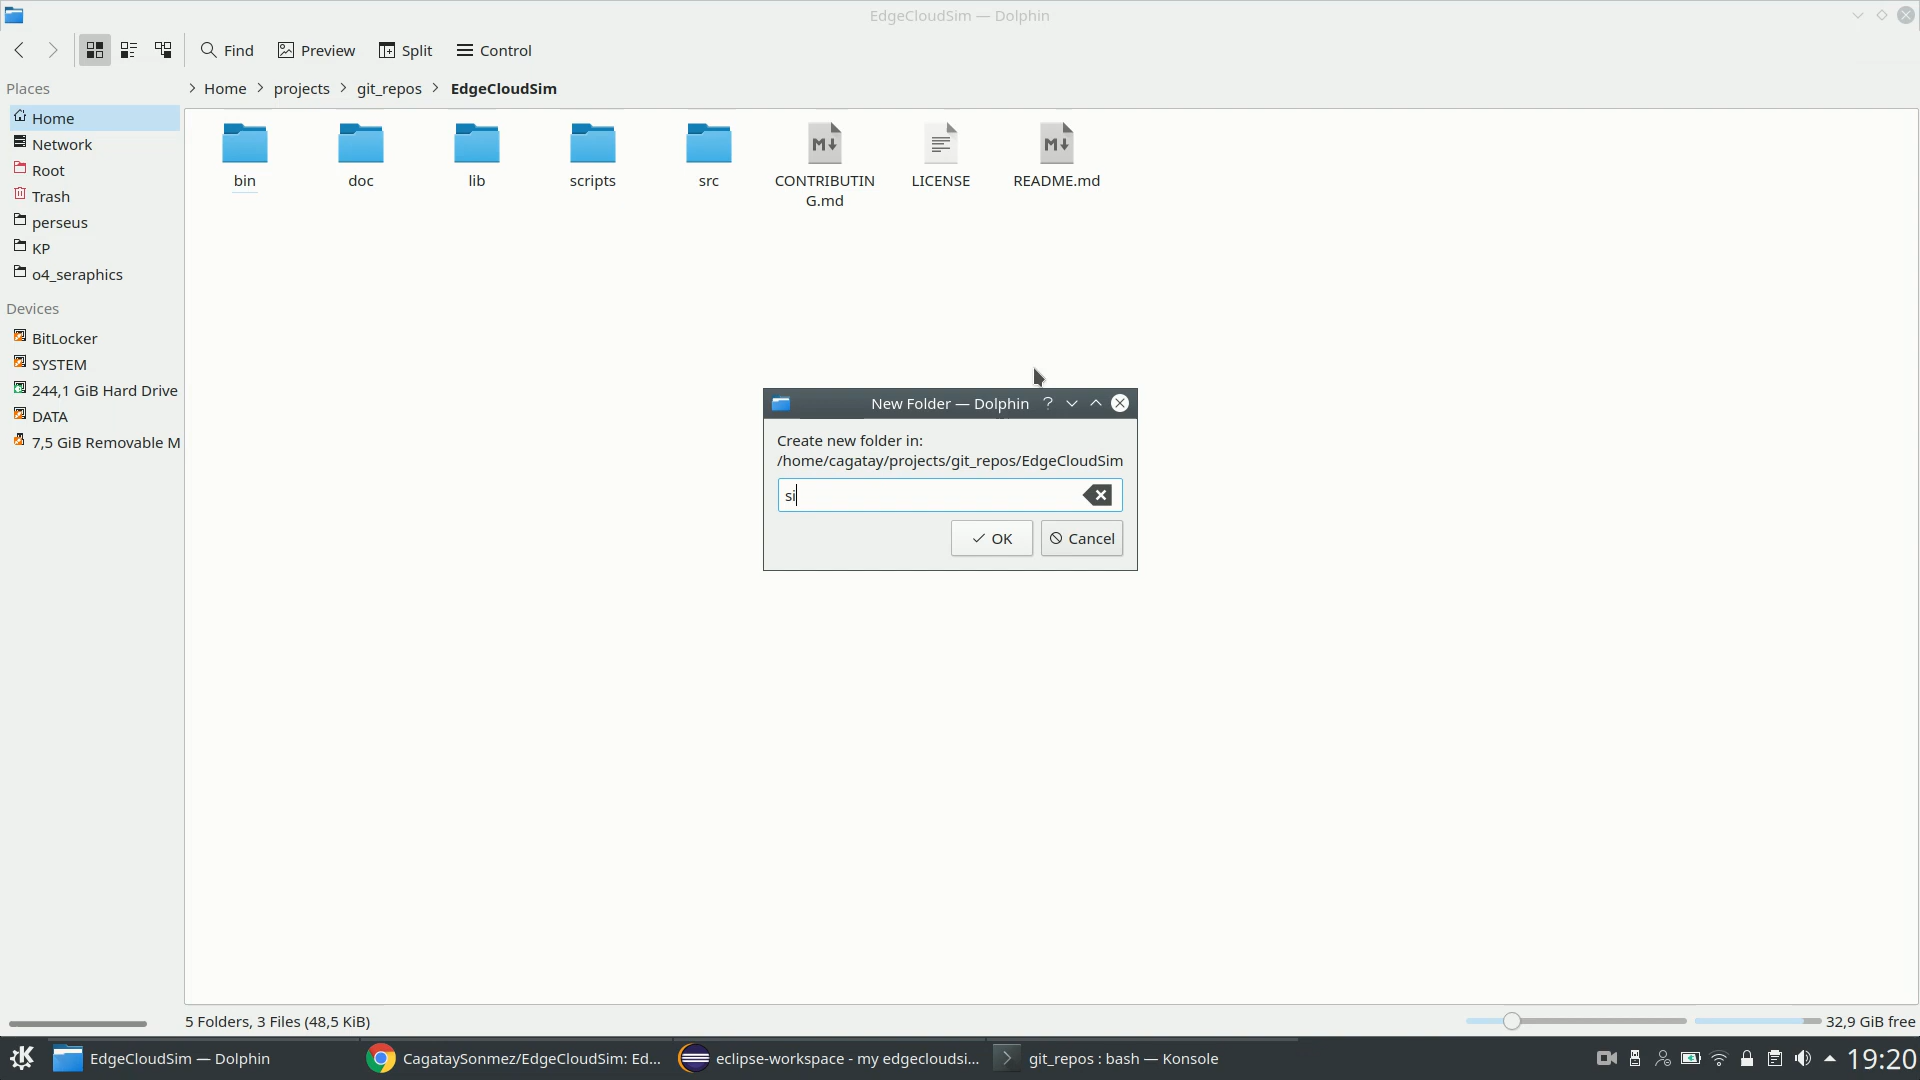 EdgeCloudSim — Dolphin
Find
Preview
Split
Control
Places
Home > projects > git_repos > EdgeCloudSim
Home
Network
Root
Trash
perseus
KP
o4_seraphics
Devices
BitLocker
SYSTEM
244,1 GiB Hard Drive
DATA
7,5 GiB Removable M
bin
doc
lib
scripts
src
CONTRIBUTIN
G.md
LICENSE
README.md
New Folder — Dolphin
Create new folder in:
/home/cagatay/projects/git_repos/EdgeCloudSim
si
OK
Cancel
5 Folders, 3 Files (48,5 KiB)
32,9 GiB free
EdgeCloudSim — Dolphin
CagataySonmez/EdgeCloudSim: Ed...
eclipse-workspace - my edgecloudsi...
git_repos : bash — Konsole
19:20